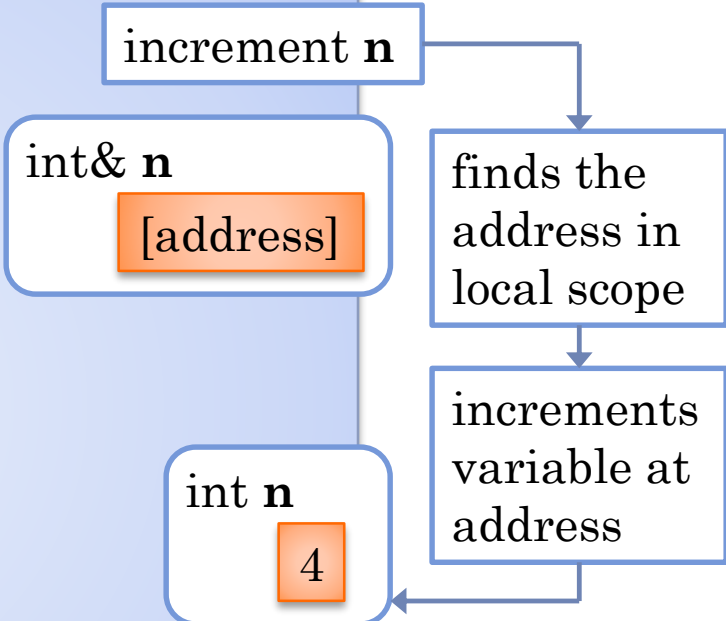 increment n
int& n
[address]
finds the
address in
local scope
increments
variable at
address
int n
4